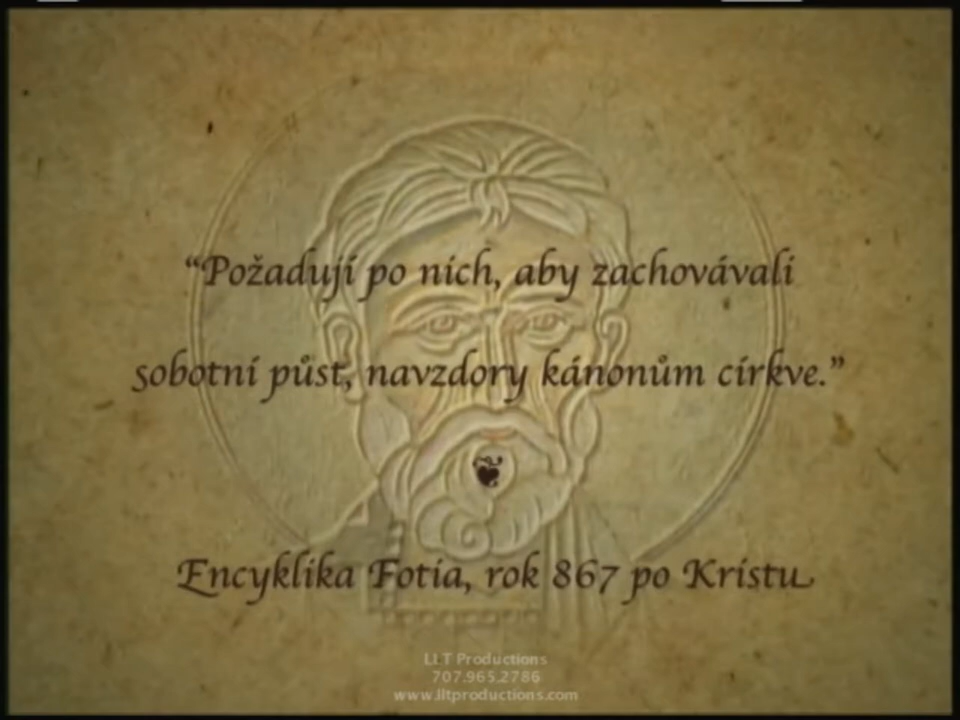 “Požadují po nich, aby zachovávali
sobotní půst, navzdory kánonům církve.”
Encyklika Fotia, rok 867 po Kristu
LLT Productions
707.965.2786
www.lltproductions.com